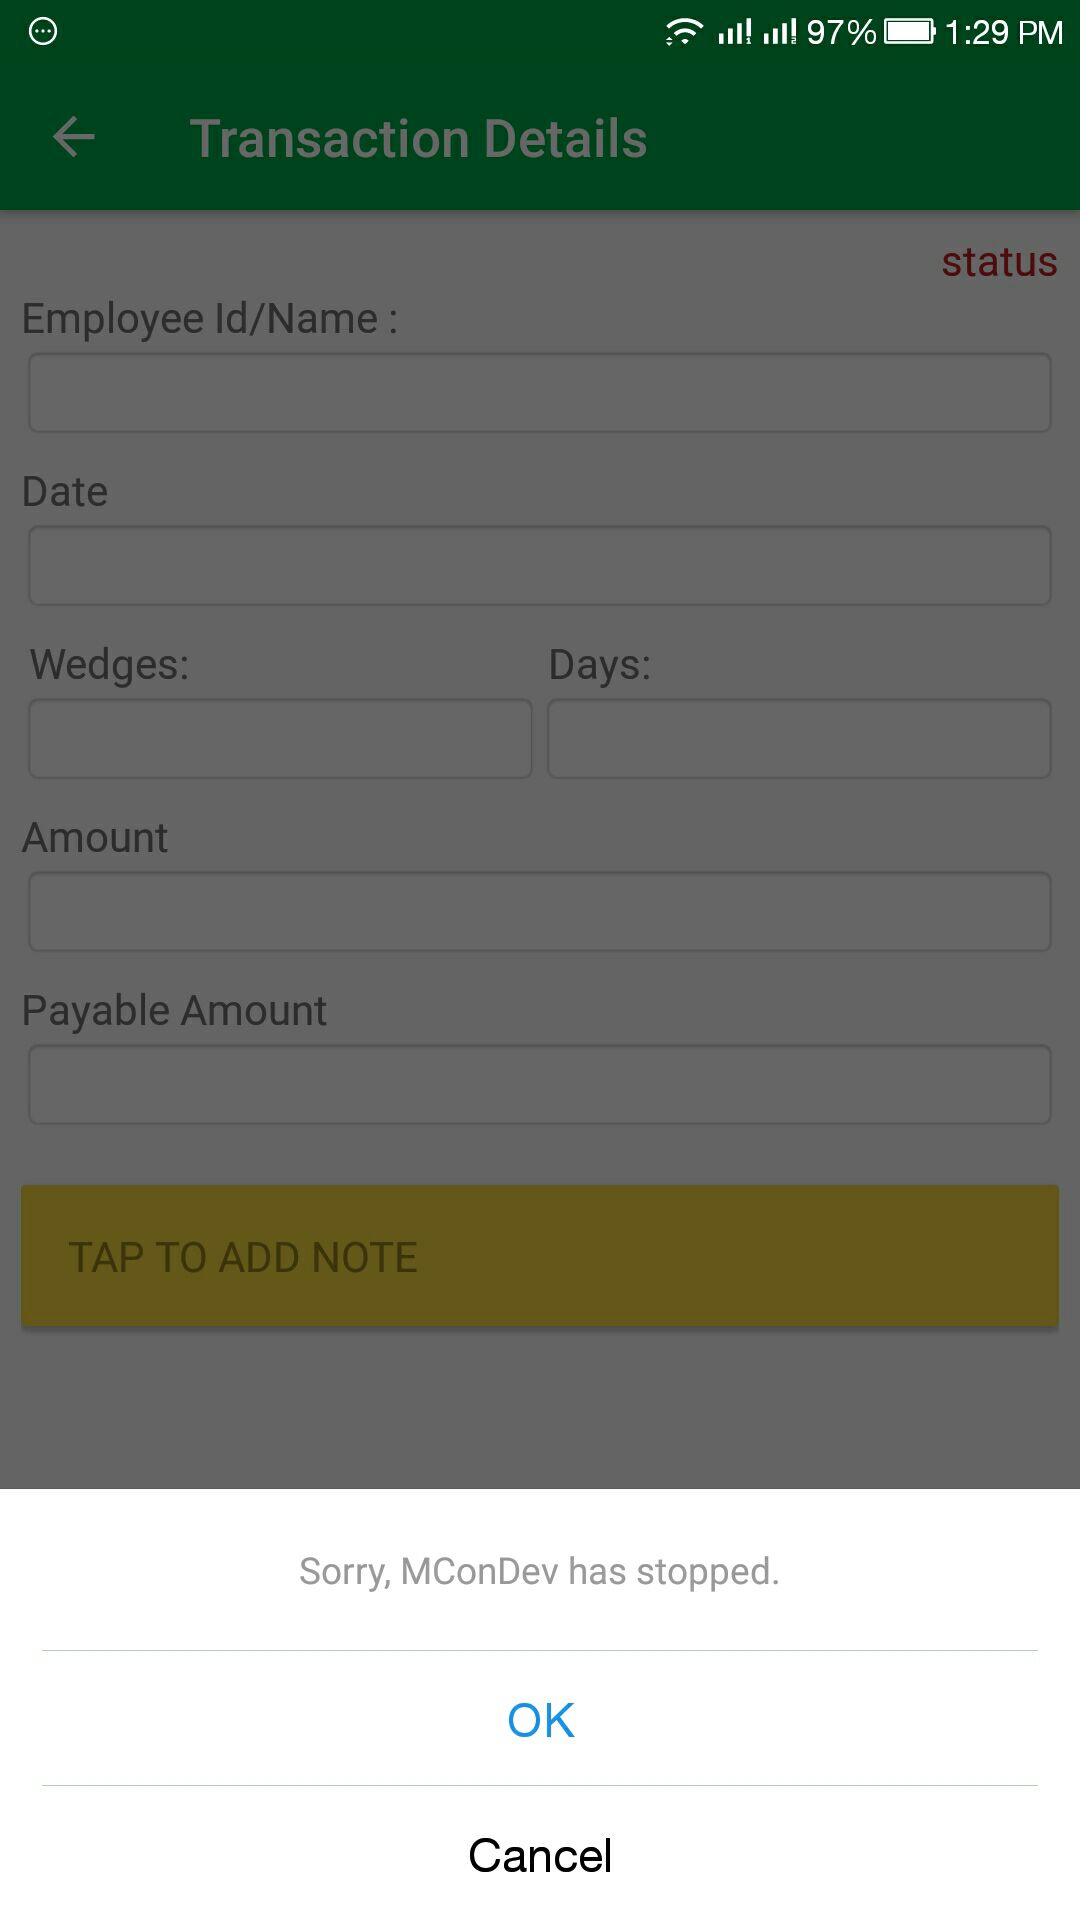 97% 1:29 PM
Transaction Details
status
Employee Id/Name :
Date
Wedges: Days:
Amount
Payable Amount
TAP TO ADD NOTE
Sorry, MConDev has stopped.
OK
Cancel